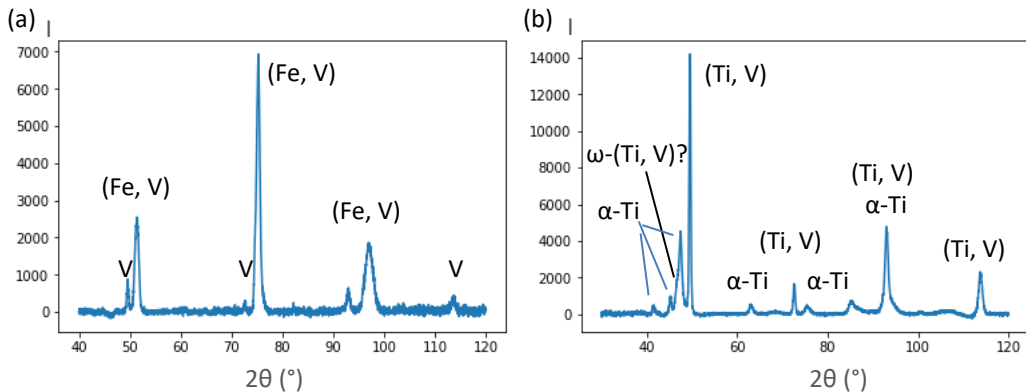 (a)
I
7000
6000
5000
4000
3000
2000
1000
0
40 50 60 70 80 90 100 110 120
2θ (°)
(Fe, V)
(Fe, V)
(Fe, V)
V
V
V
(b)
I
14000
12000
10000
8000
6000
4000
2000
0
40 60 80 100 120
2θ (°)
(Ti, V)
ω-(Ti, V)?
α-Ti
(Ti, V)
α-Ti
α-Ti
(Ti, V)
α-Ti
(Ti, V)